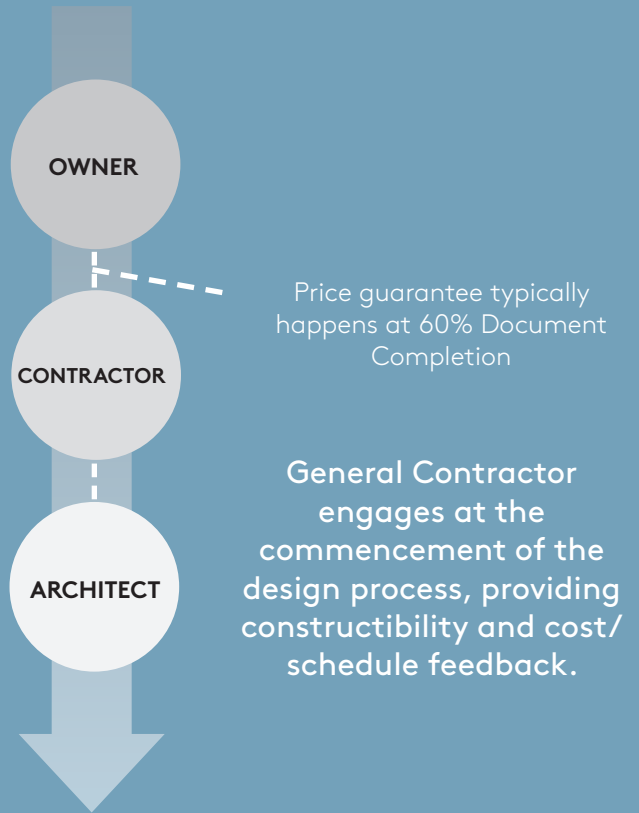 OWNER
Price guarantee typically
happens at 60% Document
Completion
CONTRACTOR
General Contractor
engages at the
commencement of the
design process, providing
constructibility and cost/
schedule feedback.
ARCHITECT